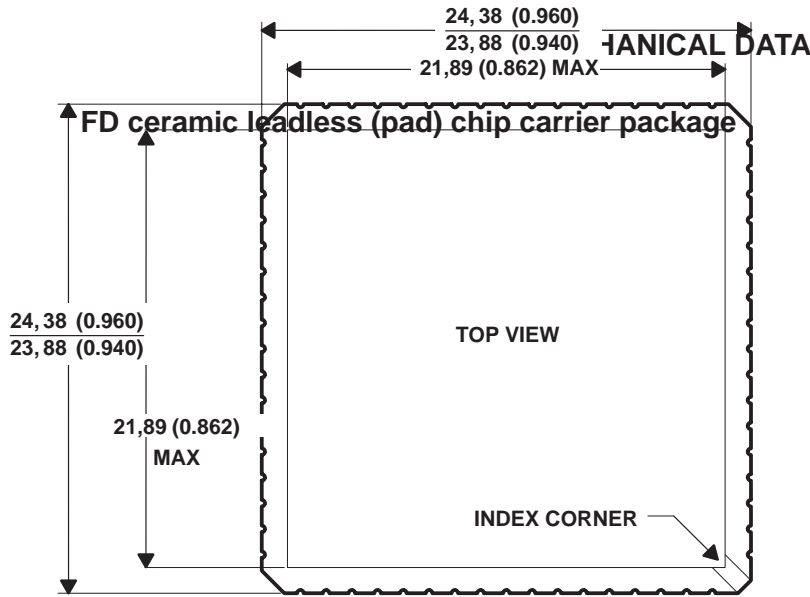 24, 38 (0.960)
23, 88 (0.940)
HANICAL DATA
21,89 (0.862) MAX
FD ceramic leadless (pad) chip carrier package
24, 38 (0.960)
23, 88 (0.940)
TOP VIEW
21,89 (0.862)
MAX
INDEX CORNER